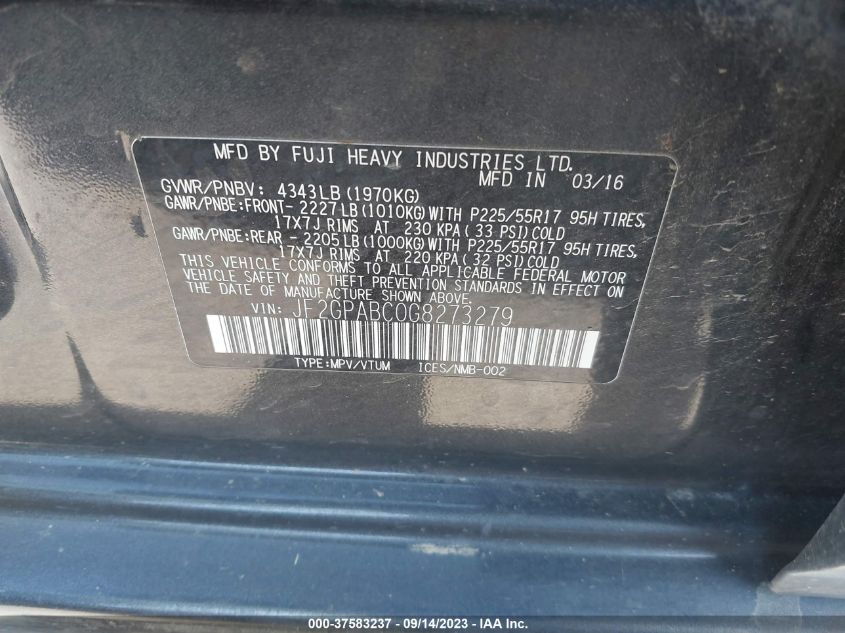 MFD BY FUJI HEAVY INDUSTRIES LTD.
MFD IN 03/16
GVWR/PNBV: 4343LB (1970KG)
GAWR/PNBE:FRONT- 2227LB (1010KG) WITH P225/55R17 95H TIRES,
17X7J RIMS AT 230 KPA ( 33 PSI) COLD
GAWR/PNBE:REAR - 2205LB (1000KG) WITH P225/55R17 95H TIRES,
17X7J RIMS AT 220 KPA ( 32 PSI) COLD
THIS VEHICLE CONFORMS TO ALL APPLICABLE FEDERAL MOTOR
VEHICLE SAFETY AND THEFT PREVENTION STANDARDS IN EFFECT ON
THE DATE OF MANUFACTURE SHOWN ABOVE.
VIN: JF2GPABC0G8273279
TYPE:MPV/VTUM ICES/NMB-002
000-37583237 - 09/14/2023 - IMPACT AUCTIONS, INC.